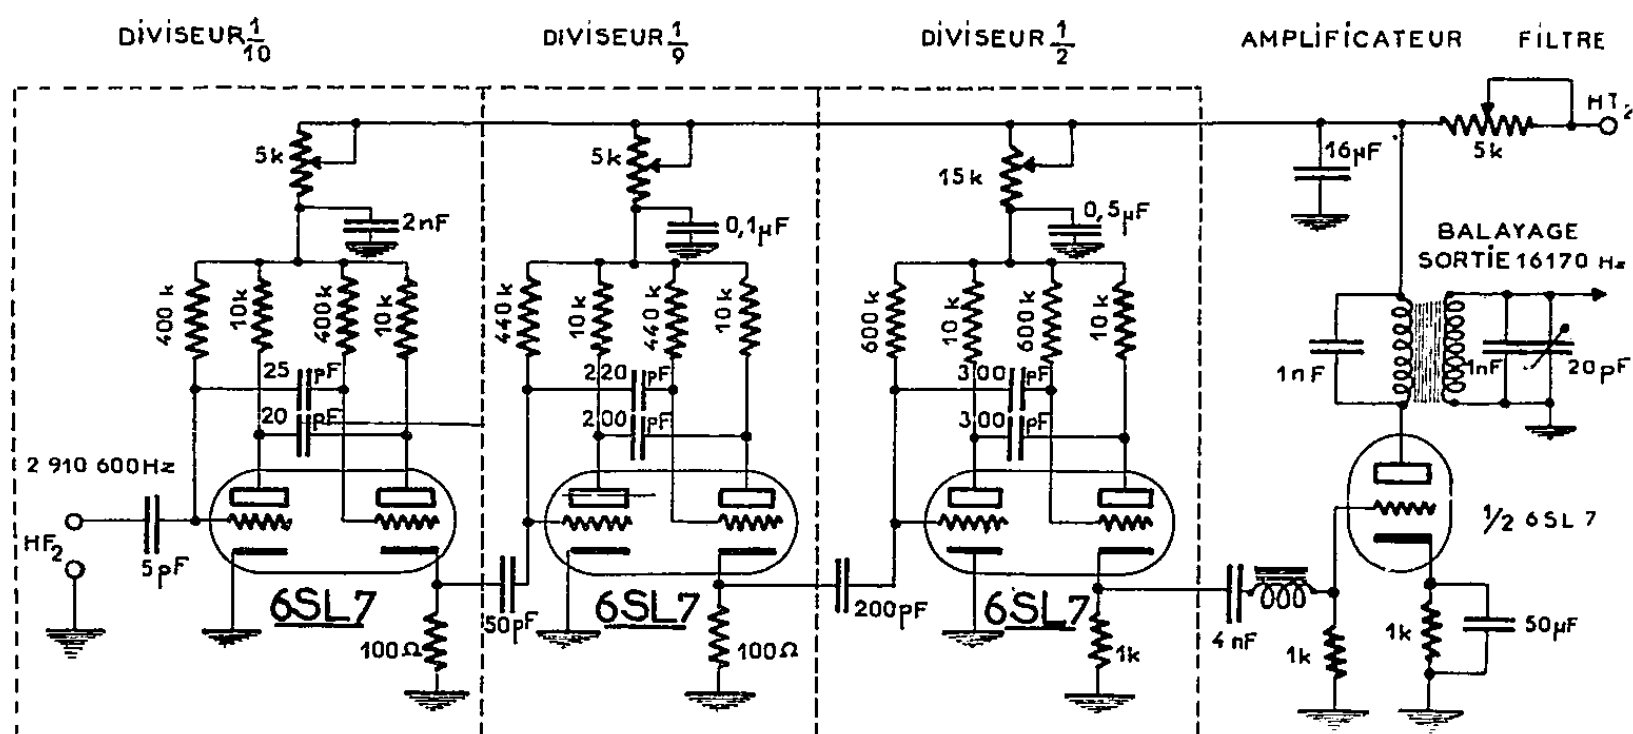 DIVISEUR 1/10
DIVISEUR 1/9
DIVISEUR 1/2
AMPLIFICATEUR
FILTRE
HT2
5k
5k
15k
16µF
5k
2nF
0,1µF
0,5µF
BALAYAGE
SORTIE 16170 Hz
400k
10k
400k
10k
440k
10k
440k
10k
600k
10k
600k
10k
25 pF
20 pF
220 pF
200 pF
300 pF
300 pF
1nF
1nF
20pF
2 910 600Hz
HF2
5pF
6SL7
100Ω
50pF
6SL7
100Ω
200pF
6SL7
1k
4nF
1k
1/2 6SL7
1k
50µF